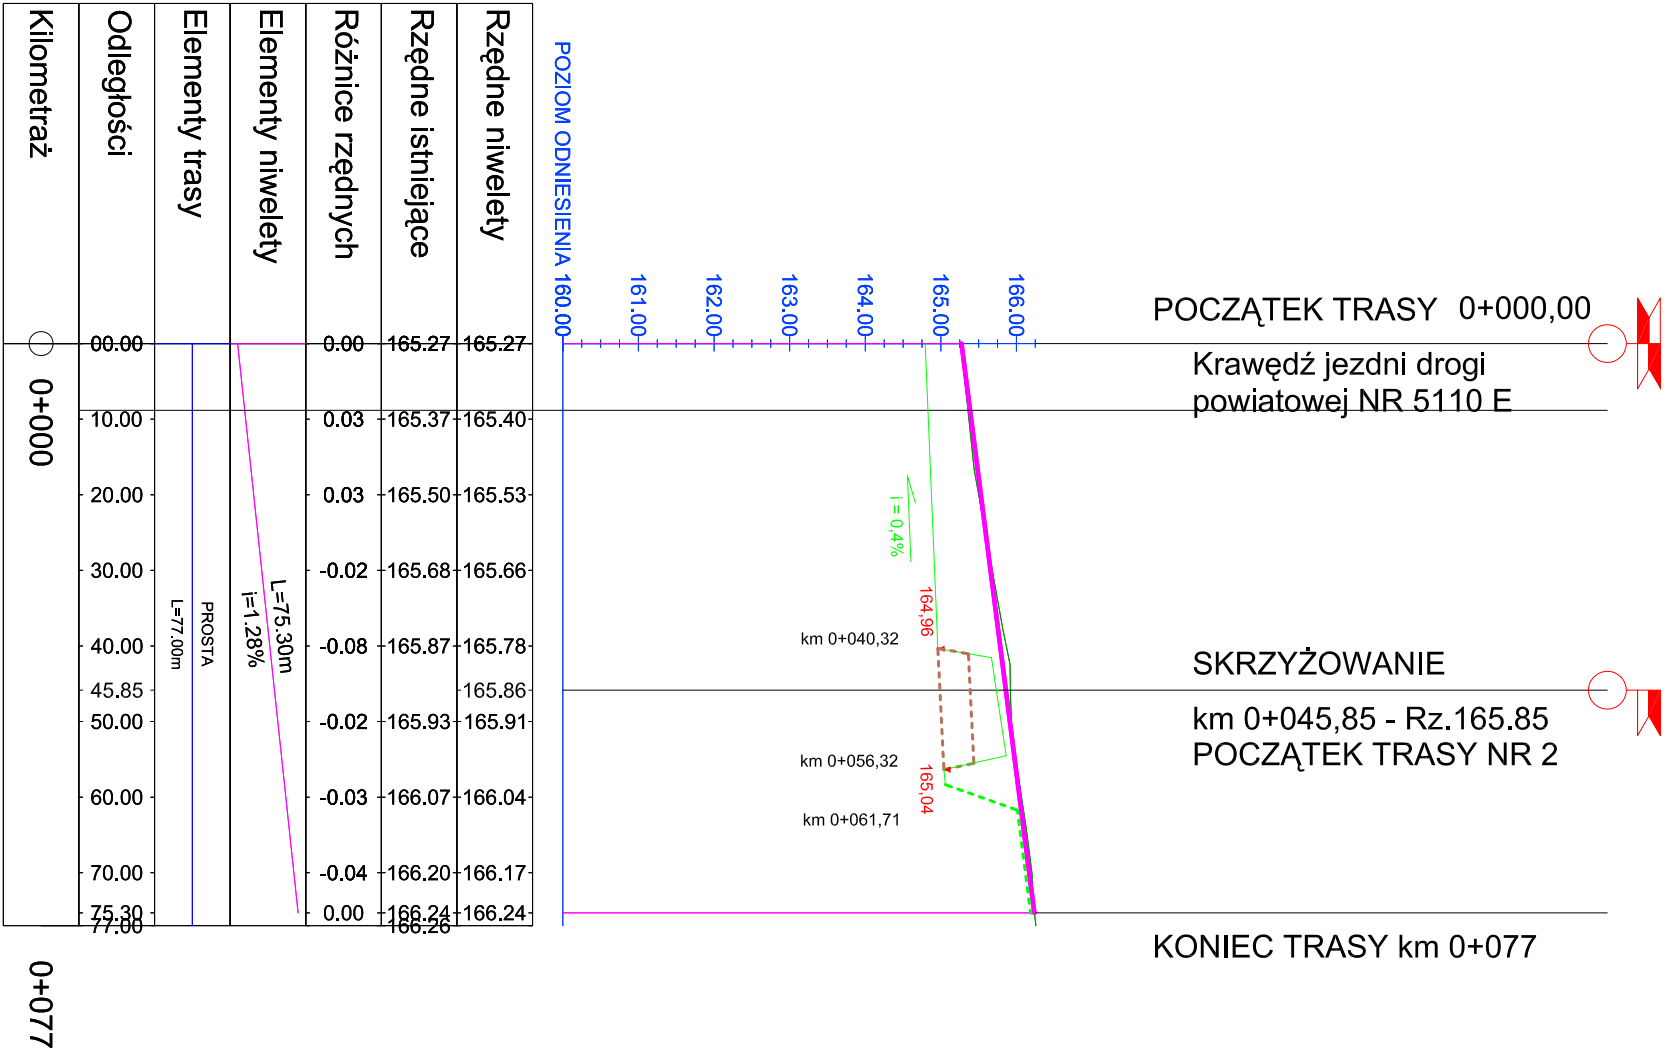 POCZĄTEK TRASY 0+000,00
Krawędź jezdni drogi
powiatowej NR 5110 E
SKRZYŻOWANIE
km 0+045,85 - Rz.165.85
POCZĄTEK TRASY NR 2
KONIEC TRASY km 0+077
POZIOM ODNIESIENIA 160.00
161.00
162.00
163.00
164.00
165.00
166.00
i = 0,4%
164,96
165,04
km 0+040,32
km 0+056,32
km 0+061,71
Rzędne niwelety
165.27
165.40
165.53
165.66
165.78
165.86
165.91
166.04
166.17
166.24
Rzędne istniejące
165.27
165.37
165.50
165.68
165.87
165.93
166.07
166.20
166.24
166.26
Różnice rzędnych
0.00
0.03
0.03
-0.02
-0.08
-0.02
-0.03
-0.04
0.00
Elementy niwelety
L=75.30m
i=1.28%
Elementy trasy
PROSTA
L=77.00m
Odległości
00.00
10.00
20.00
30.00
40.00
45.85
50.00
60.00
70.00
75.30
77.00
Kilometraż
0+000
0+077